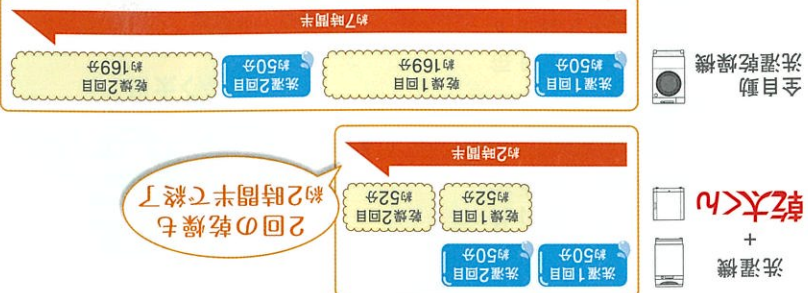 洗濯機
+
乾太くん
洗濯1回目
約50分
洗濯2回目
約50分
乾燥1回目
約52分
乾燥2回目
約52分
約2時間半
2回の乾燥も
約2時間半で終了
全自動
洗濯乾燥機
洗濯1回目
約50分
乾燥1回目
約169分
洗濯2回目
約50分
乾燥2回目
約169分
約7時間半